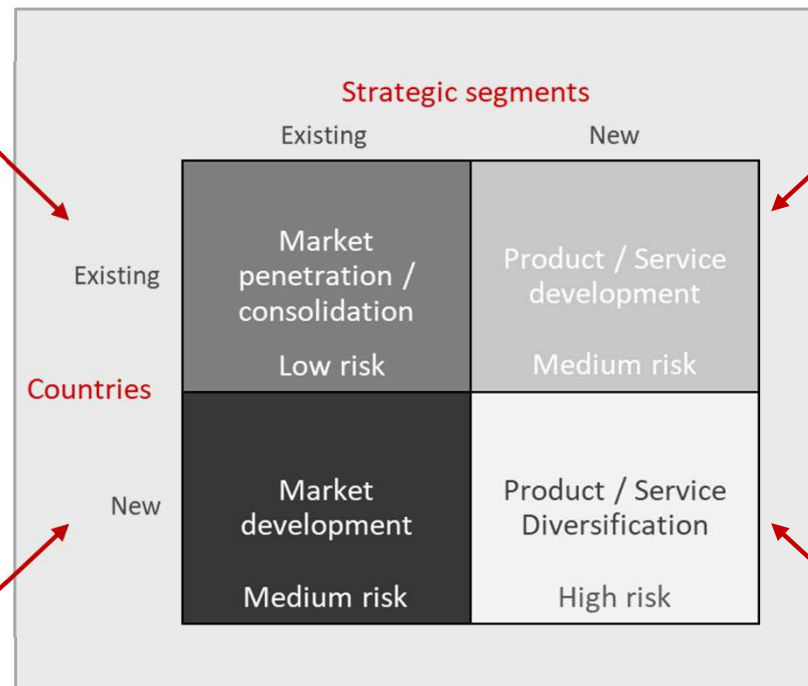 Strategic segments
Existing
New
Existing
Market
penetration /
consolidation
Low risk
Product / Service
development
Medium risk
Countries
New
Market
development
Medium risk
Product / Service
Diversification
High risk